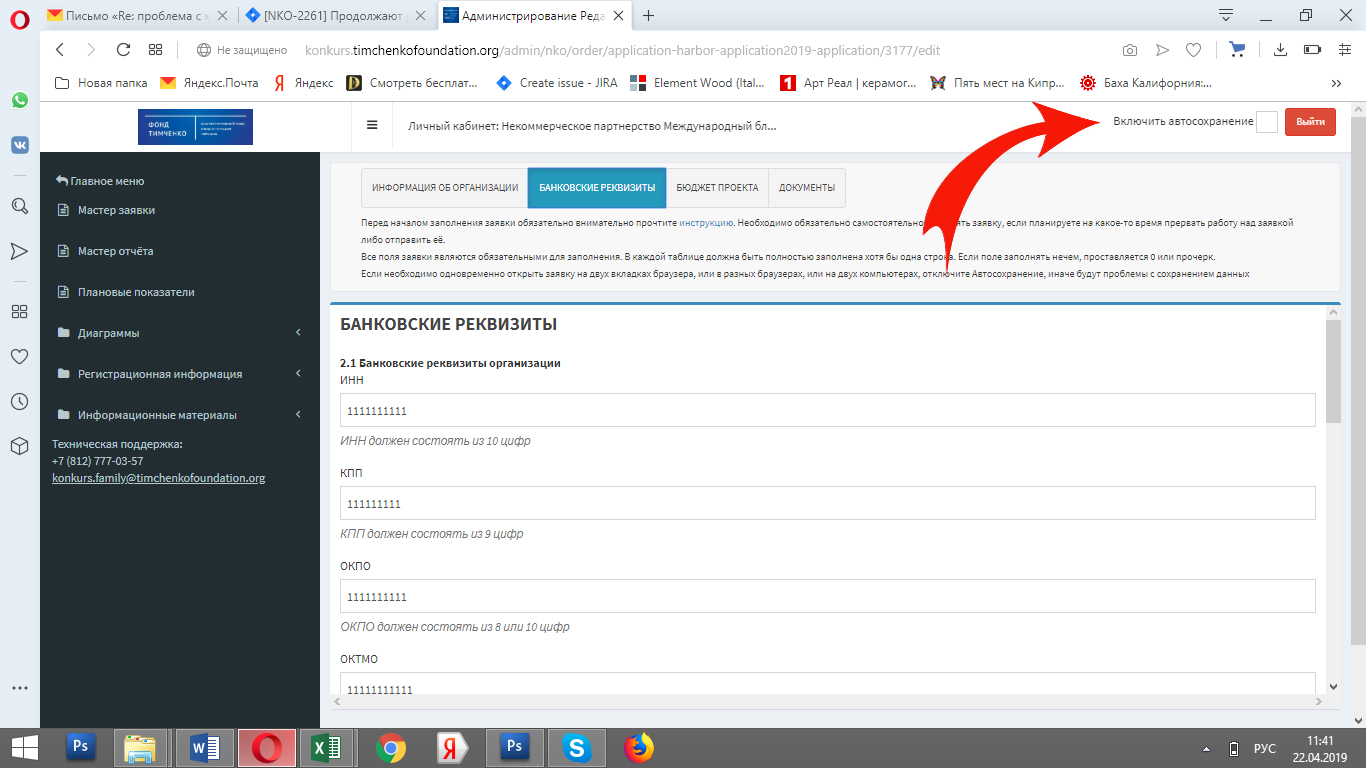 Письмо «Re: проблема с м
[NKO-2261] Продолжают р
Администрирование Реда
Не защищено
konkurs.timchenkofoundation.org/admin/nko/order/application-harbor-application2019-application/3177/edit
Новая папка
Яндекс.Почта
Яндекс
Смотреть бесплат...
Create issue - JIRA
Element Wood (Ital...
Арт Реал | керамог...
Пять мест на Кипр...
Баха Калифорния:...
ФОНД
ТИМЧЕНКО
Личный кабинет: Некоммерческое партнерство Международный бл...
Включить автосохранение
Выйти
Главное меню
Мастер заявки
Мастер отчёта
Плановые показатели
Диаграммы
Регистрационная информация
Информационные материалы
Техническая поддержка:
+7 (812) 777-03-57
konkurs.family@timchenkofoundation.org
ИНФОРМАЦИЯ ОБ ОРГАНИЗАЦИИ
БАНКОВСКИЕ РЕКВИЗИТЫ
БЮДЖЕТ ПРОЕКТА
ДОКУМЕНТЫ
Перед началом заполнения заявки обязательно внимательно прочтите инструкцию. Необходимо обязательно самостоятельно ять заявку, если планируете на какое-то время прервать работу над заявкой
либо отправить её.
Все поля заявки являются обязательными для заполнения. В каждой таблице должна быть полностью заполнена хотя бы одна строка. Если поле заполнять нечем, проставляется 0 или прочерк.
Если необходимо одновременно открыть заявку на двух вкладках браузера, или в разных браузерах, или на двух компьютерах, отключите Автосохранение, иначе будут проблемы с сохранением данных
БАНКОВСКИЕ РЕКВИЗИТЫ
2.1 Банковские реквизиты организации
ИНН
1111111111
ИНН должен состоять из 10 цифр
КПП
111111111
КПП должен состоять из 9 цифр
ОКПО
1111111111
ОКПО должен состоять из 8 или 10 цифр
ОКТМО
11111111111
РУС
11:41
22.04.2019